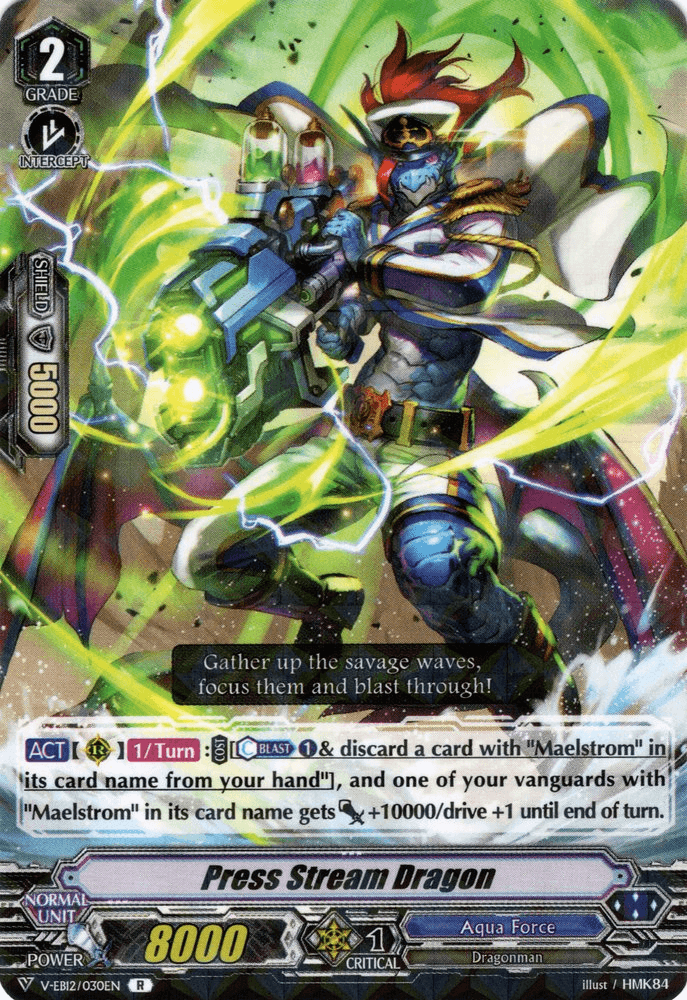 2
GRADE
INTERCEPT
SHIELD
5000
Gather up the savage waves,
focus them and blast through!
ACT [ R ] 1/Turn : COST [C BLAST 1 & discard a card with "Maelstrom" in
its card name from your hand"], and one of your vanguards with
"Maelstrom" in its card name gets +10000/drive +1 until end of turn.
Press Stream Dragon
NORMAL
UNIT
POWER
8000
1
CRITICAL
Aqua Force
Dragonman
V-EB12/030EN R
illust / HMK84